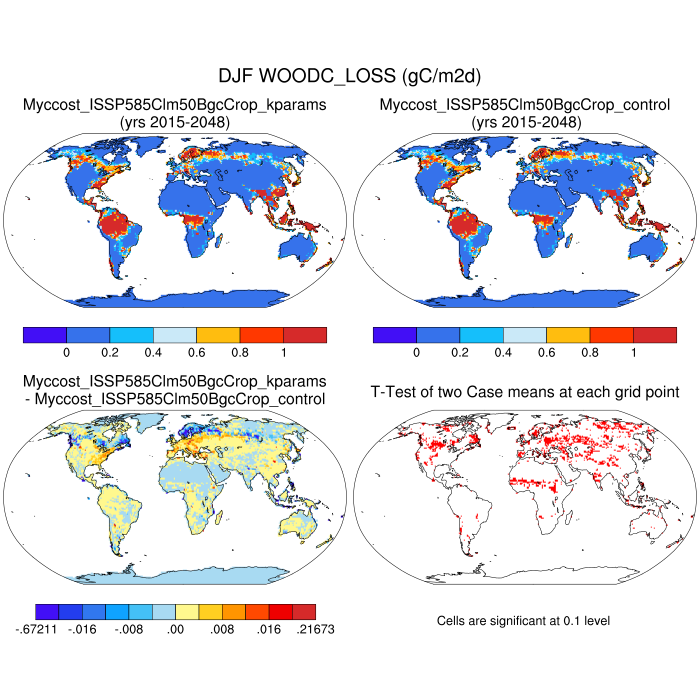 DJF WOODC_LOSS (gC/m2d)
Myccost_ISSP585Clm50BgcCrop_kparams
(yrs 2015-2048)
Myccost_ISSP585Clm50BgcCrop_control
(yrs 2015-2048)
0 0.2 0.4 0.6 0.8 1
0 0.2 0.4 0.6 0.8 1
Myccost_ISSP585Clm50BgcCrop_kparams
- Myccost_ISSP585Clm50BgcCrop_control
T-Test of two Case means at each grid point
-.67211 -.016 -.008 .00 .008 .016 .21673
Cells are significant at 0.1 level